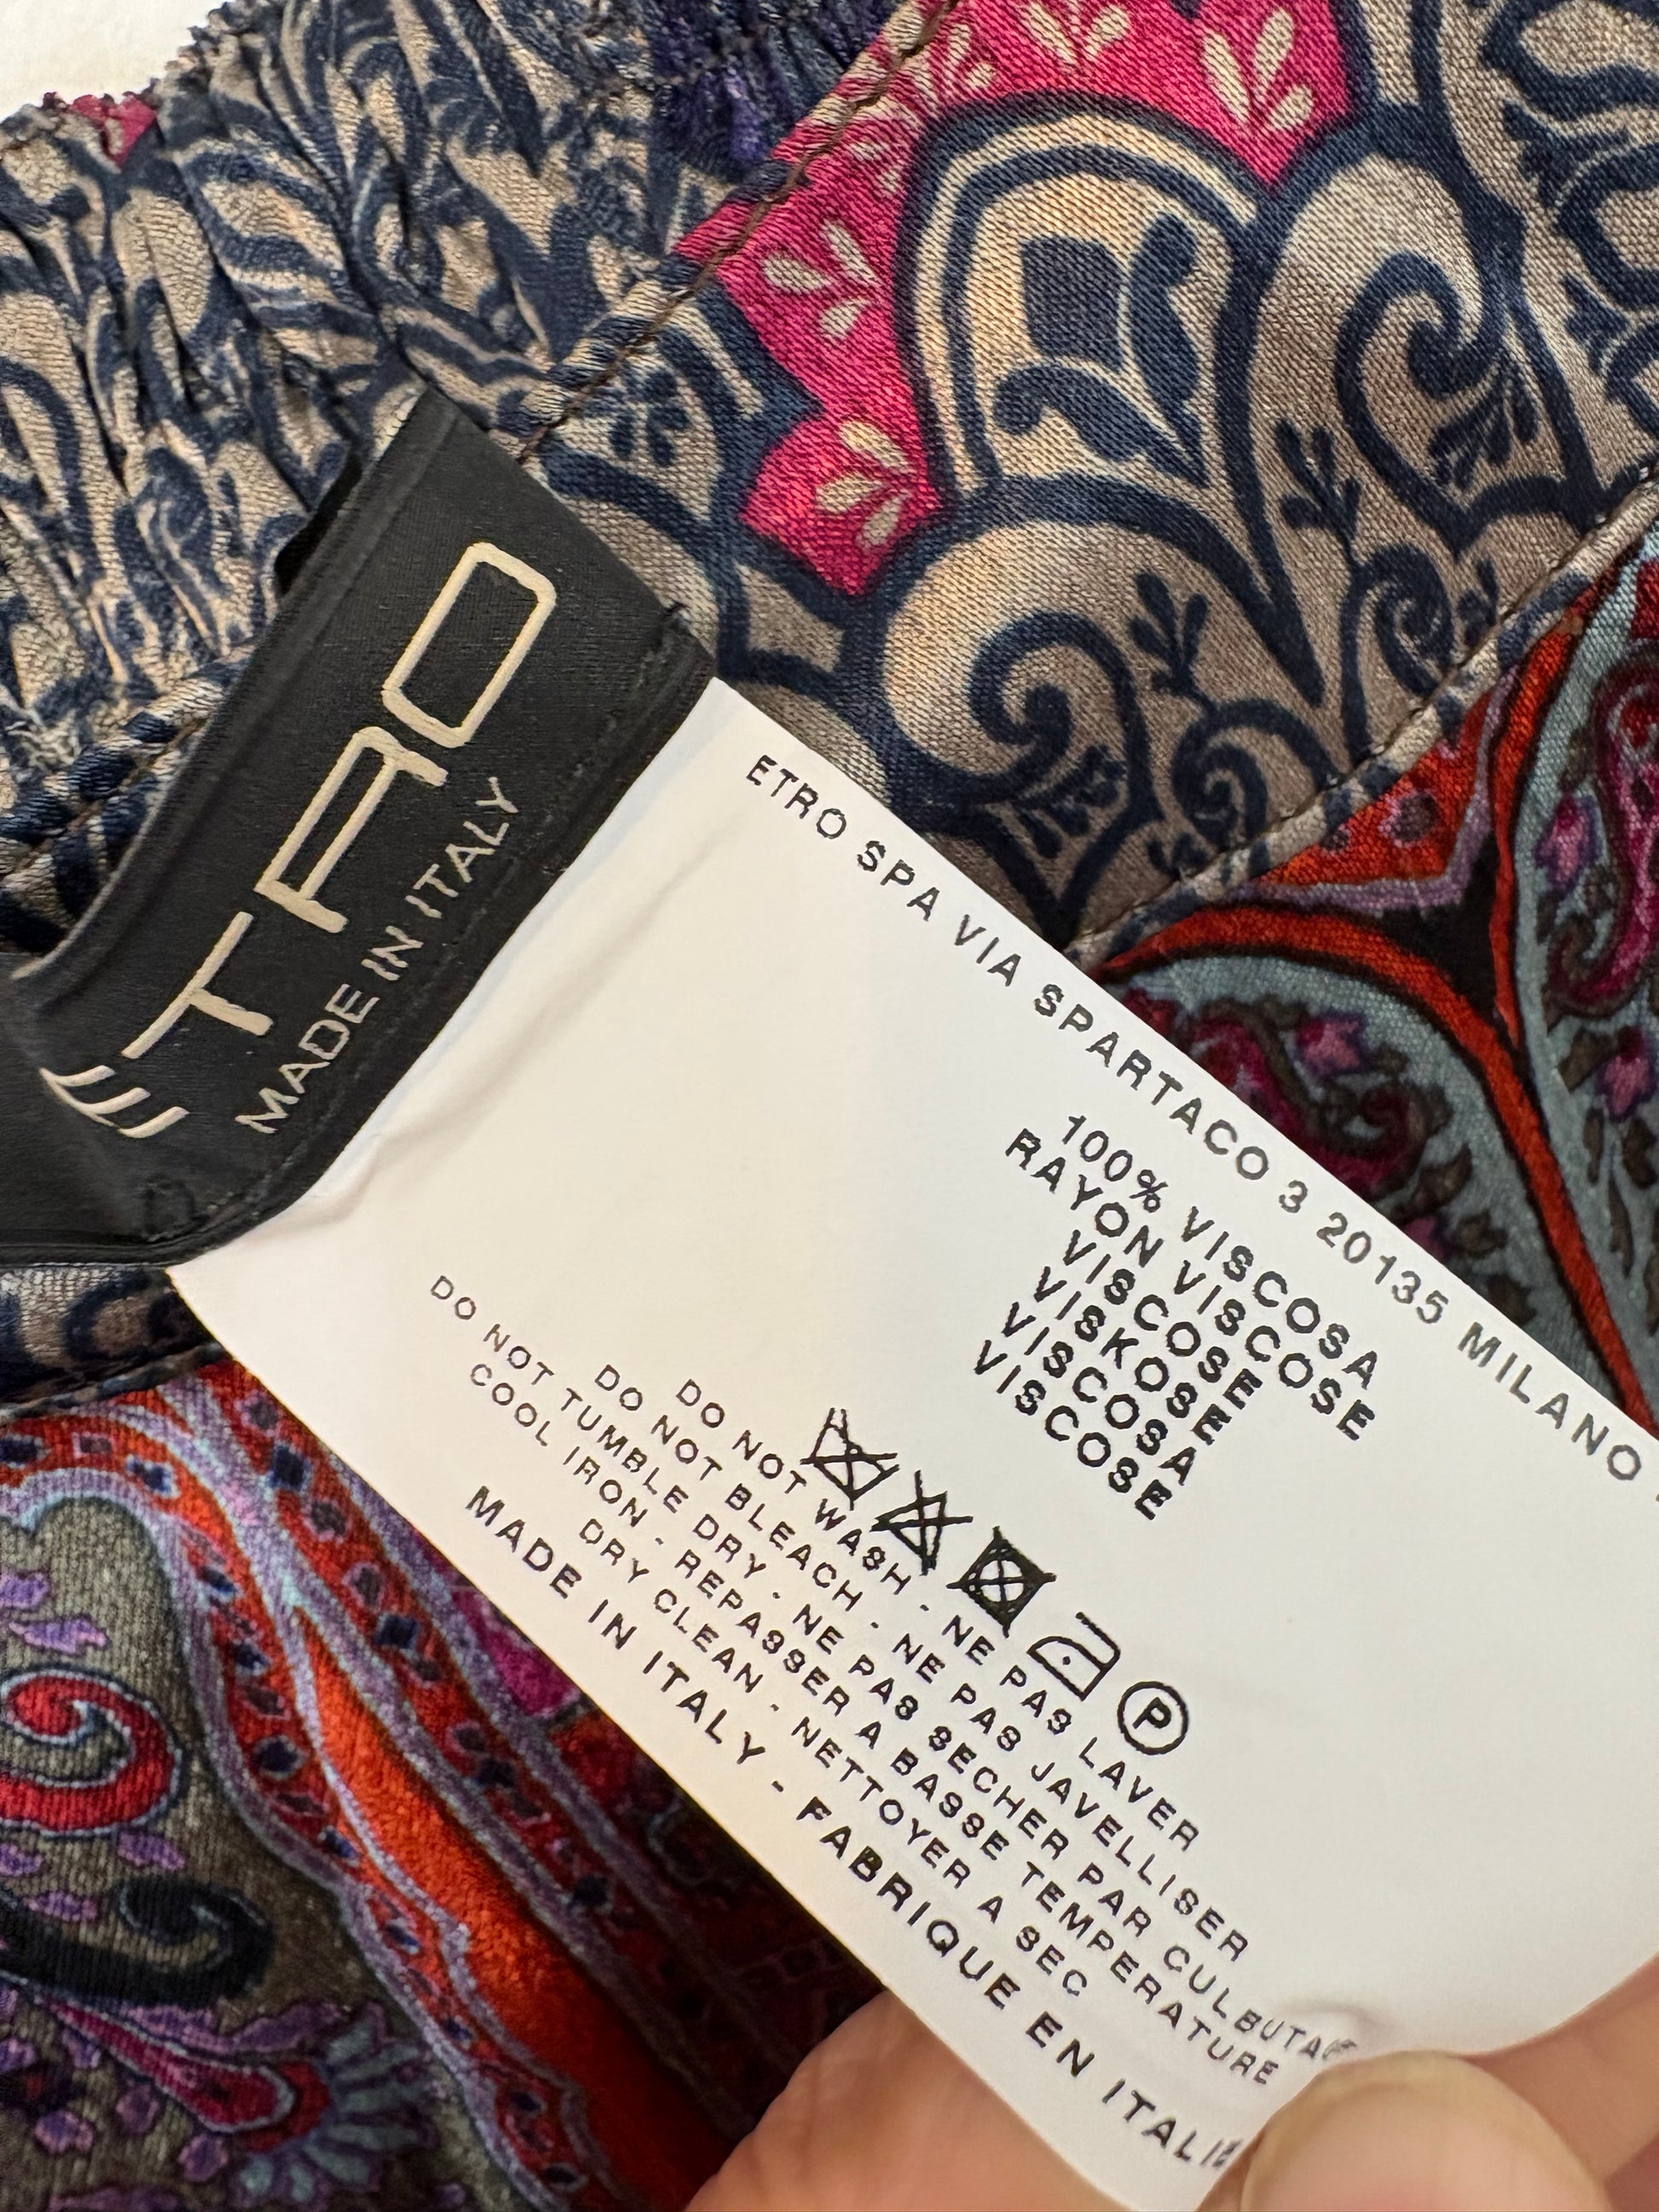 ETRO
MADE IN ITALY
ETRO SPA VIA SPARTACO 3 20135 MILANO
100% VISCOSA
RAYON VISCOSE
VISCOSE
VISKOSE
VISCOSA
VISCOSE
P
DO NOT WASH - NE PAS LAVER
DO NOT BLEACH - NE PAS JAVELLISER
DO NOT TUMBLE DRY - NE PAS SECHER PAR CULBUTAGE
COOL IRON - REPASSER A BASSE TEMPERATURE
DRY CLEAN - NETTOYER A SEC
MADE IN ITALY - FABRIQUE EN ITALIE